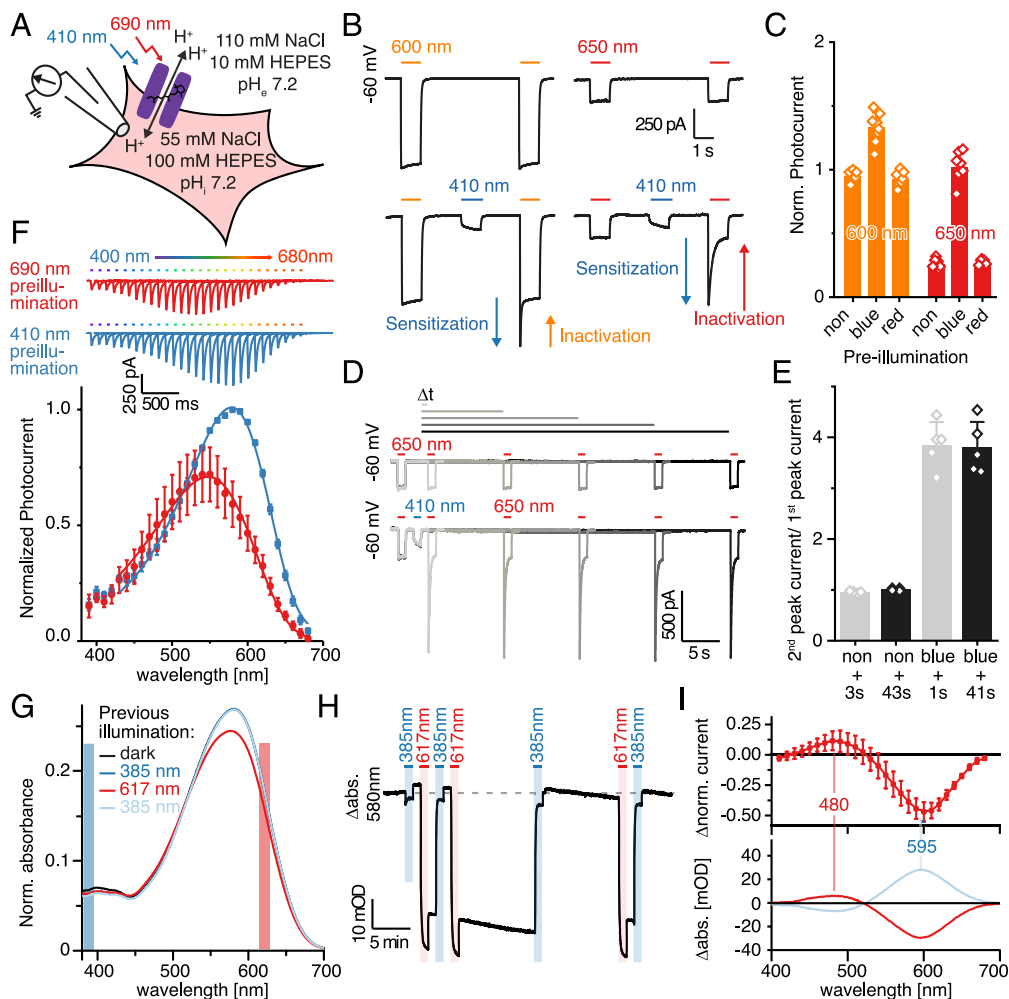 A
690 nm
410 nm
H+
H+
110 mM NaCl
10 mM HEPES
pHe 7.2
H+
55 mM NaCl
100 mM HEPES
pHi 7.2
B
600 nm
650 nm
-60 mV
250 pA
1 s
410 nm
410 nm
Sensitization
Inactivation
Sensitization
Inactivation
C
Norm. Photocurrent
2
1
0
600 nm
650 nm
non
blue
red
non
blue
red
Pre-illumination
F
400 nm
680nm
690 nm
preillu-
mination
410 nm
preillu-
mination
250 pA
500 ms
Normalized Photocurrent
1.0
0.5
0.0
400
500
600
700
wavelength [nm]
D
Δt
-60 mV
650 nm
-60 mV
410 nm
650 nm
500 pA
5 s
E
2nd peak current/ 1st peak current
4
2
0
non
+
3s
non
+
43s
blue
+
1s
blue
+
41s
G
Previous
illumination:
dark
385 nm
617 nm
385 nm
Norm. absorbance
0.2
0.1
0
400
500
600
700
wavelength [nm]
H
385nm
617nm
385nm
617nm
385nm
617nm
385nm
Δabs.
580nm
10 mOD
5 min
I
Δnorm. current
0.25
0.00
-0.25
-0.50
480
595
Δabs. [mOD]
40
20
0
-20
-40
400
500
600
700
wavelength [nm]